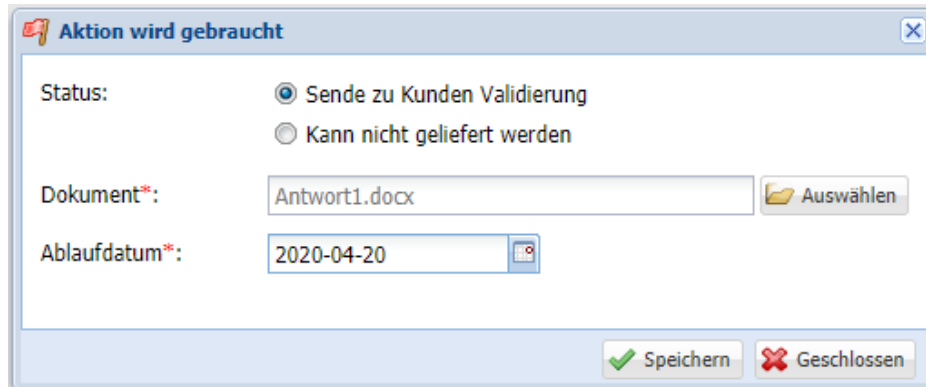 Aktion wird gebraucht
Status:
Sende zu Kunden Validierung
Kann nicht geliefert werden
Dokument*: Antwort1.docx Auswählen
Ablaufdatum*: 2020-04-20
Speichern Geschlossen